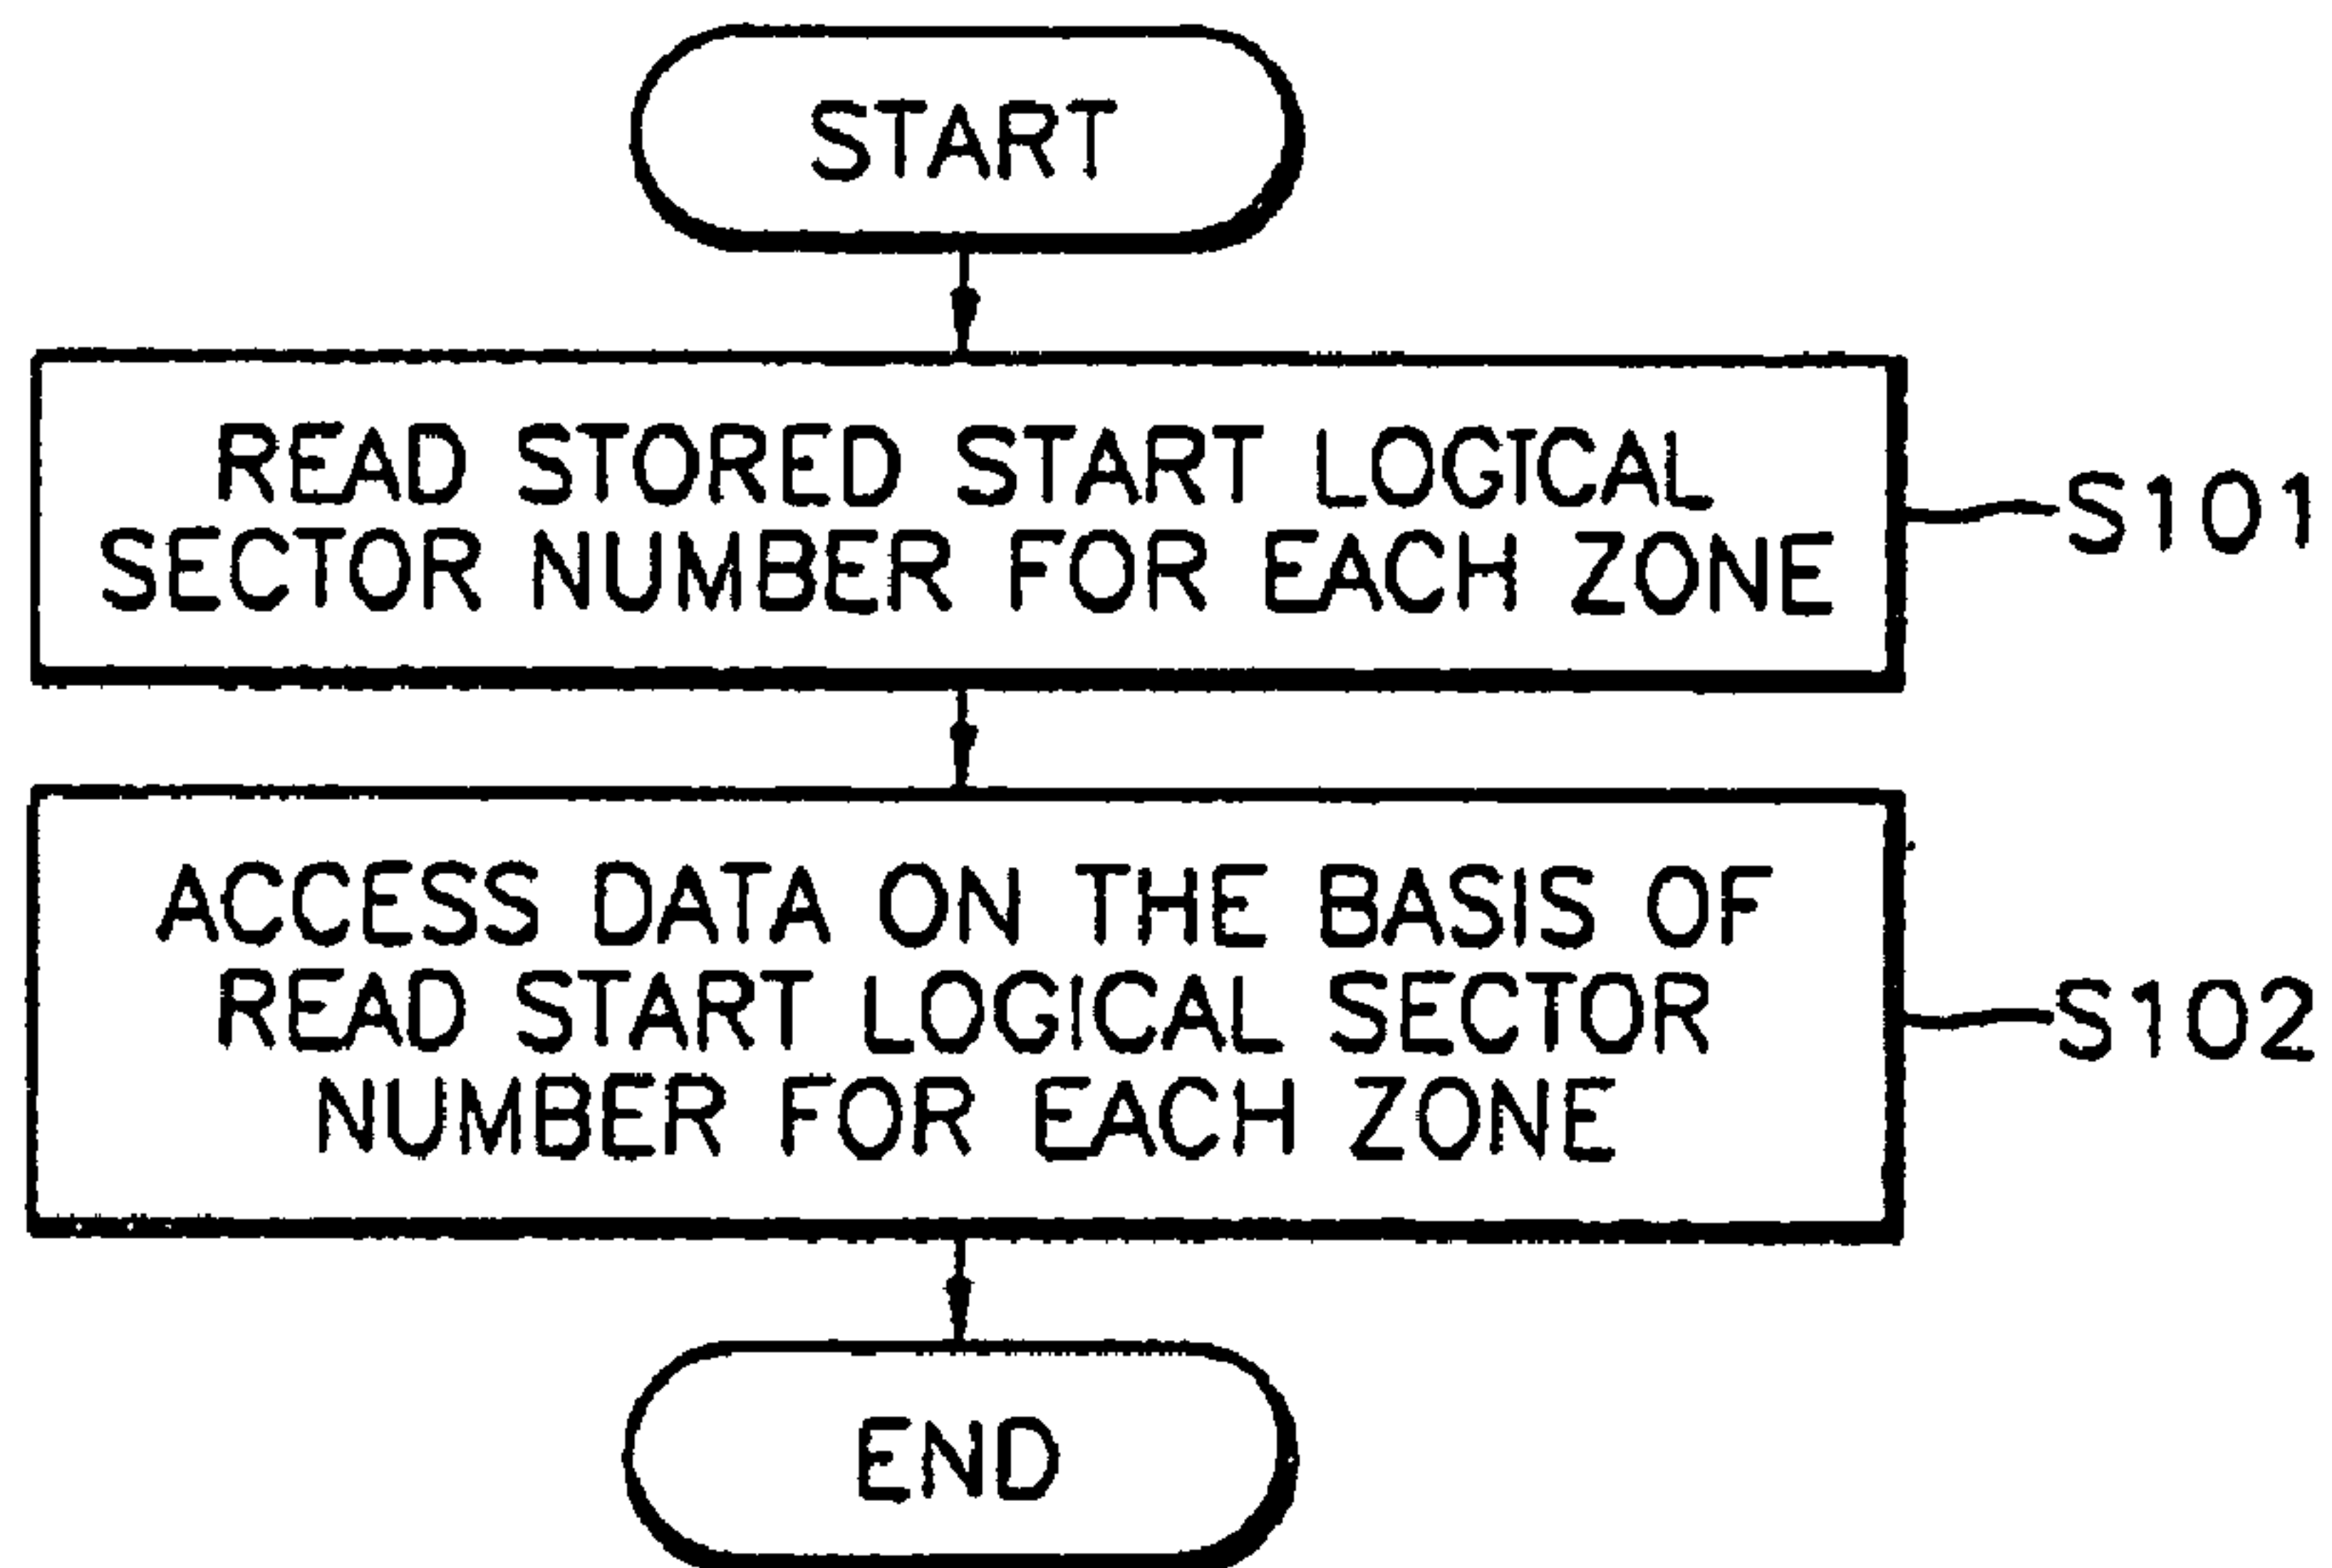 START
READ STORED START LOGICAL
SECTOR NUMBER FOR EACH ZONE
S101
ACCESS DATA ON THE BASIS OF
READ START LOGICAL SECTOR
NUMBER FOR EACH ZONE
S102
END